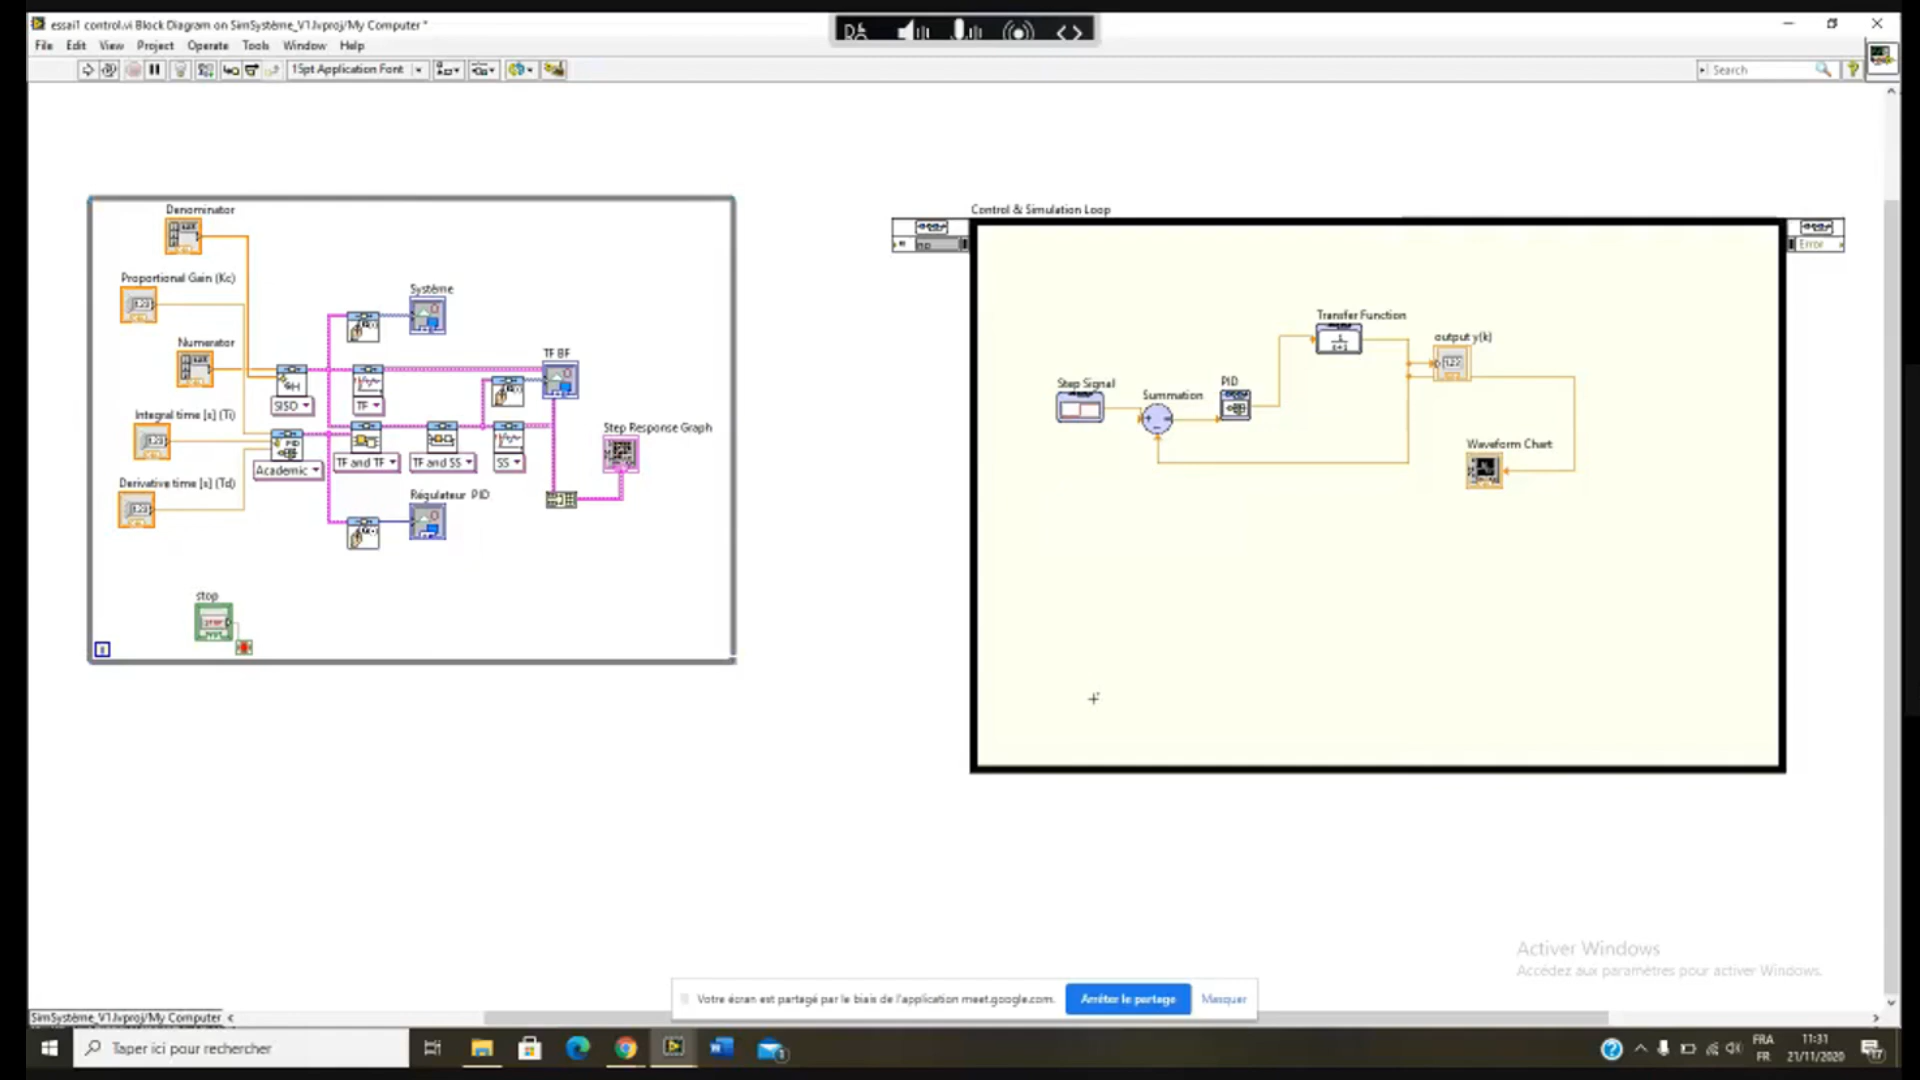 essai1 control.vi Block Diagram on SimSystème_V1.lvproj/My Computer *
File Edit View Project Operate Tools Window Help
15pt Application Font
Search
Denominator
Proportional Gain (Kc)
Numerator
Integral time [s] (Ti)
Derivative time [s] (Td)
SISO
TF
PID
Academic
TF and TF
TF and SS
SS
Système
TF BF
Step Response Graph
Régulateur PID
stop
STOP
i
Control & Simulation Loop
Error
Step Signal
Summation
PID
Transfer Function
output y(k)
1.23
Waveform Chart
Activer Windows
Accédez aux paramètres pour activer Windows.
Votre écran est partagé par le biais de l'application meet.google.com.
Arrêter le partage
Masquer
SimSystème_V1.lvproj/My Computer
Taper ici pour rechercher
FRA
FR
11:31
21/11/2020
17